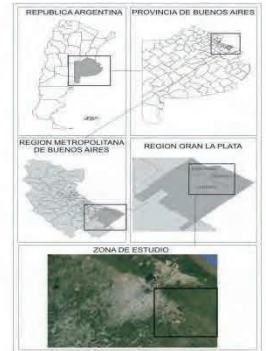 REPUBLICA ARGENTINA
PROVINCIA DE BUENOS AIRES
REGION METROPOLITANA
DE BUENOS AIRES
REGION GRAN LA PLATA
ZONA DE ESTUDIO